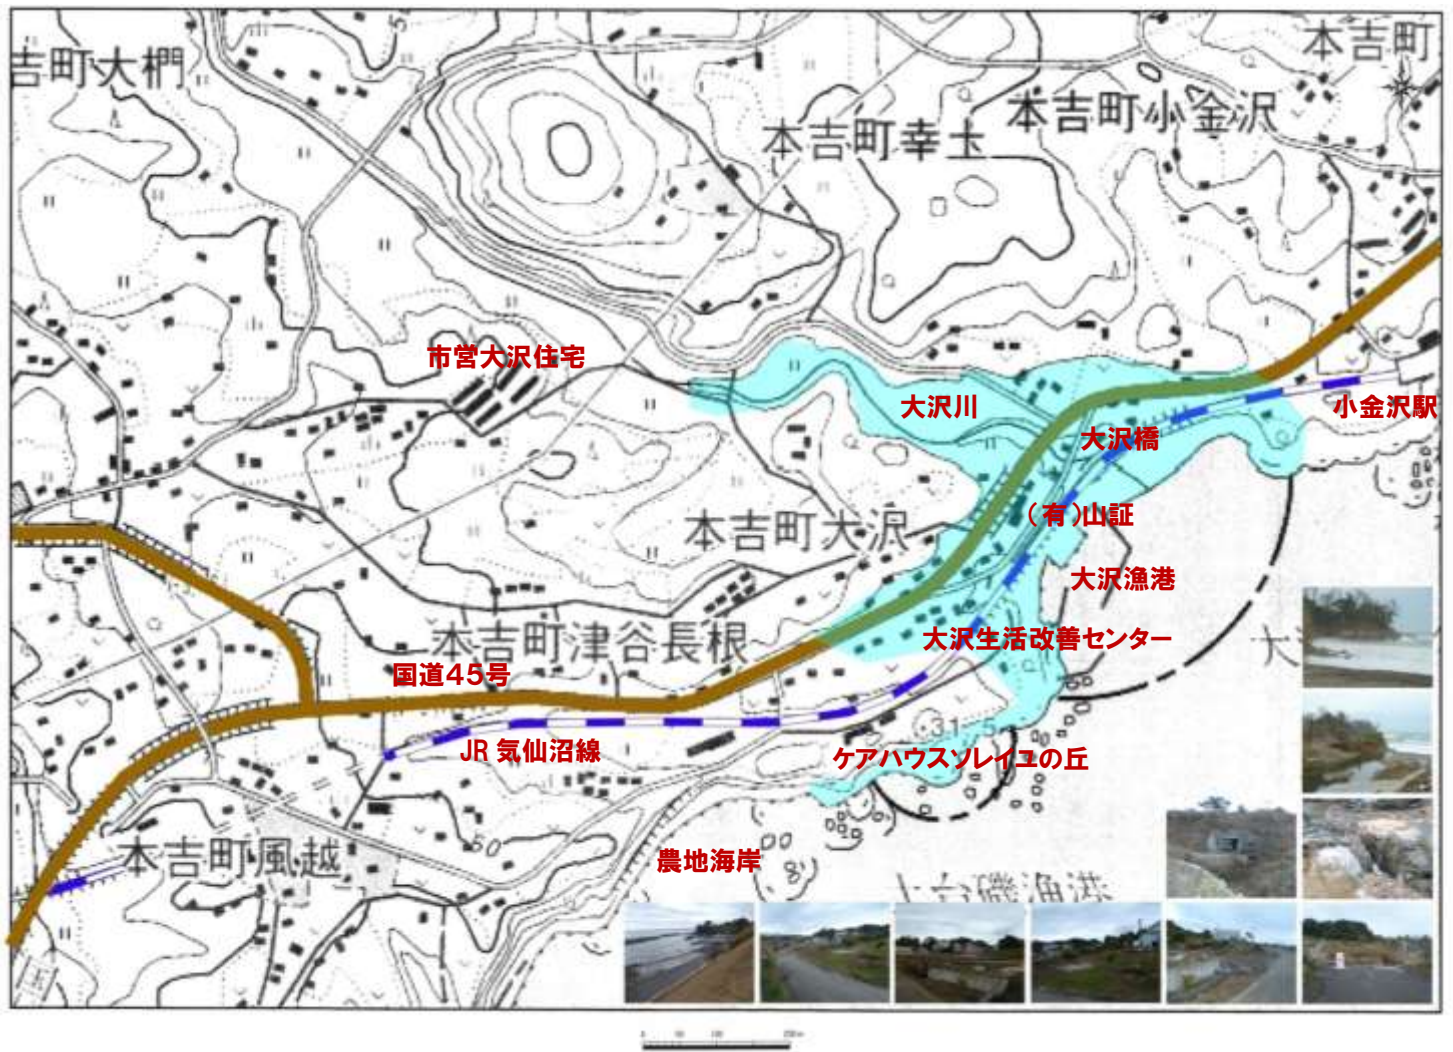 本吉町
吉町大椚
本吉町小金沢
本吉町幸土
市営大沢住宅
大沢川
小金沢駅
大沢橋
(有)山証
本吉町大沢
大沢漁港
本吉町津谷長根
大沢生活改善センター
国道45号
31.5
JR 気仙沼線
ケアハウスソレイユの丘
本吉町風越
50
農地海岸
8